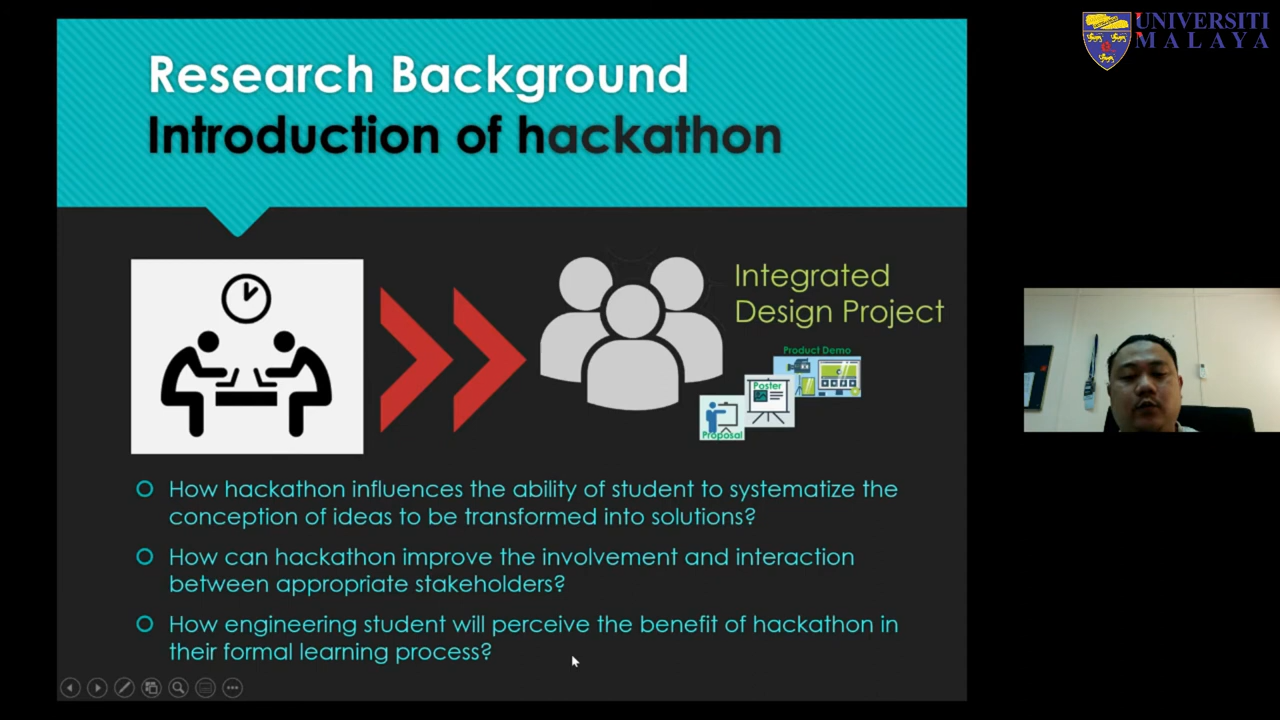 UNIVERSITI
MALAYA
Research Background
Introduction of hackathon
Integrated
Design Project
Product Demo
Poster
Proposal
How hackathon influences the ability of student to systematize the
conception of ideas to be transformed into solutions?
How can hackathon improve the involvement and interaction
between appropriate stakeholders?
How engineering student will perceive the benefit of hackathon in
their formal learning process?